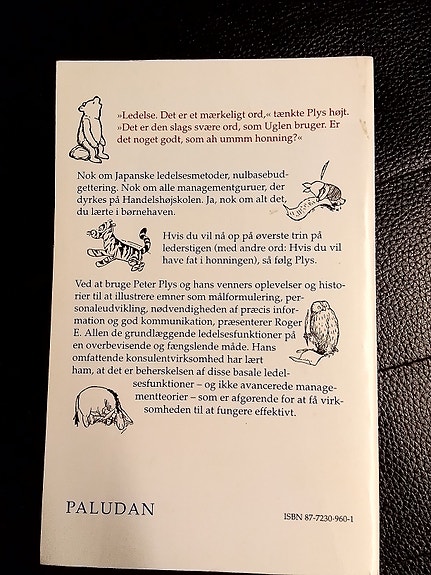 »Ledelse. Det er et mærkeligt ord,« tænkte Plys højt.
»Det er den slags svære ord, som Uglen bruger. Er
det noget godt, som ah ummm honning?«
Nok om Japanske ledelsesmetoder, nulbasebud-
gettering. Nok om alle managementguruer, der
dyrkes på Handelshøjskolen. Ja, nok om alt det,
du lærte i børnehaven.
Hvis du vil nå op på øverste trin på
lederstigen (med andre ord: Hvis du vil
have fat i honningen), så følg Plys.
Ved at bruge Peter Plys og hans venners oplevelser og histo-
rier til at illustrere emner som målformulering, per-
sonaleudvikling, nødvendigheden af præcis infor-
mation og god kommunikation, præsenterer Roger
E. Allen de grundlæggende ledelsesfunktioner på
en overbevisende og fængslende måde. Hans
omfattende konsulentvirksomhed har lært
ham, at det er beherskelsen af disse basale ledel-
sesfunktioner – og ikke avancerede manage-
mentteorier – som er afgørende for at få virk-
somheden til at fungere effektivt.
PALUDAN
ISBN 87-7230-960-1